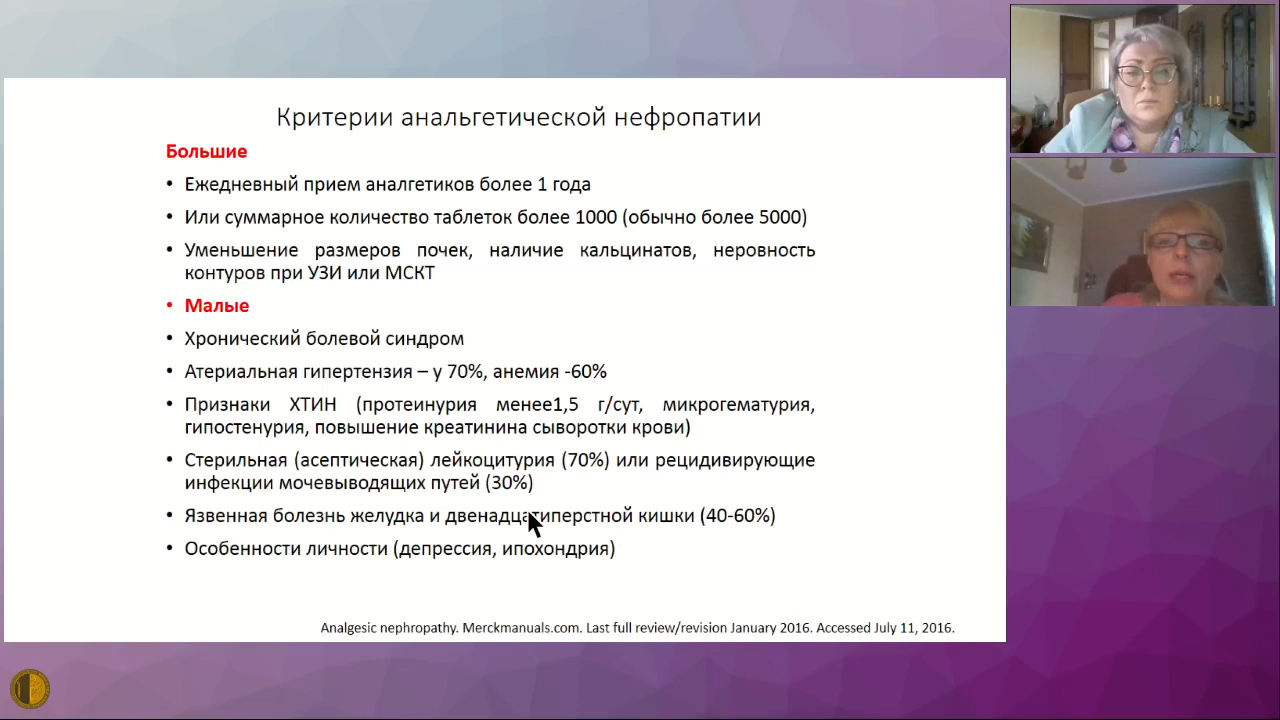 Критерии анальгетической нефропатии
Большие
• Ежедневный прием аналгетиков более 1 года
• Или суммарное количество таблеток более 1000 (обычно более 5000)
• Уменьшение размеров почек, наличие кальцинатов, неровность
контуров при УЗИ или МСКТ
• Малые
• Хронический болевой синдром
• Атериальная гипертензия – у 70%, анемия -60%
• Признаки ХТИН (протеинурия менее1,5 г/сут, микрогематурия,
гипостенурия, повышение креатинина сыворотки крови)
• Стерильная (асептическая) лейкоцитурия (70%) или рецидивирующие
инфекции мочевыводящих путей (30%)
• Язвенная болезнь желудка и двенадцатиперстной кишки (40-60%)
• Особенности личности (депрессия, ипохондрия)
Analgesic nephropathy. Merckmanuals.com. Last full review/revision January 2016. Accessed July 11, 2016.